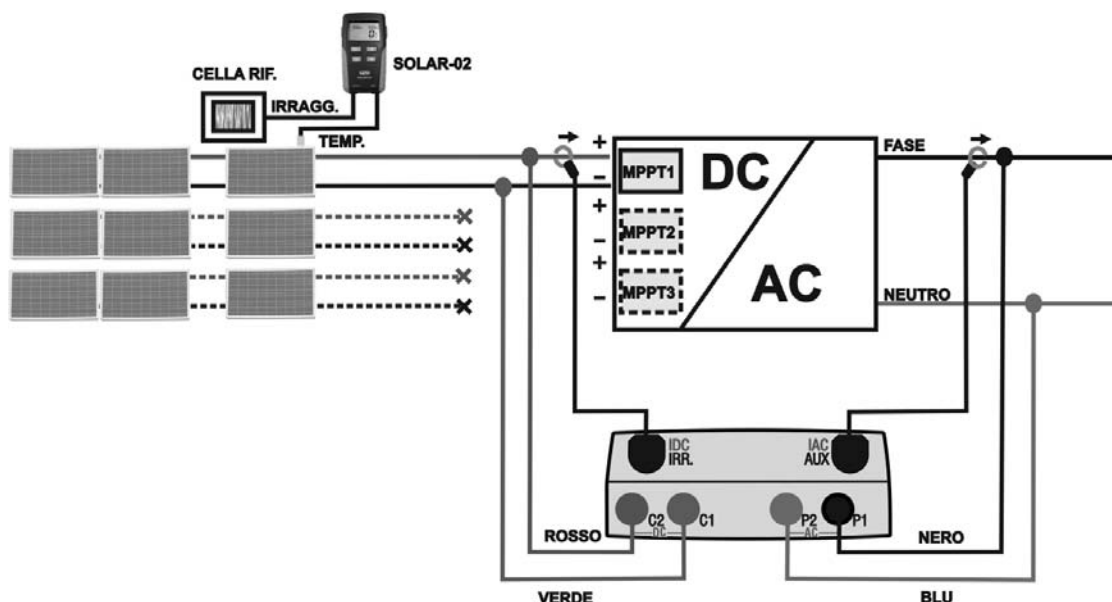 SOLAR-02
CELLA RIF.
IRRAGG.
TEMP.
+
-
MPPT1
+
-
MPPT2
+
-
MPPT3
DC
AC
FASE
NEUTRO
IDC
IRR.
IAC
AUX
C2
C1
DC
P2
P1
AC
ROSSO
NERO
VERDE
BLU